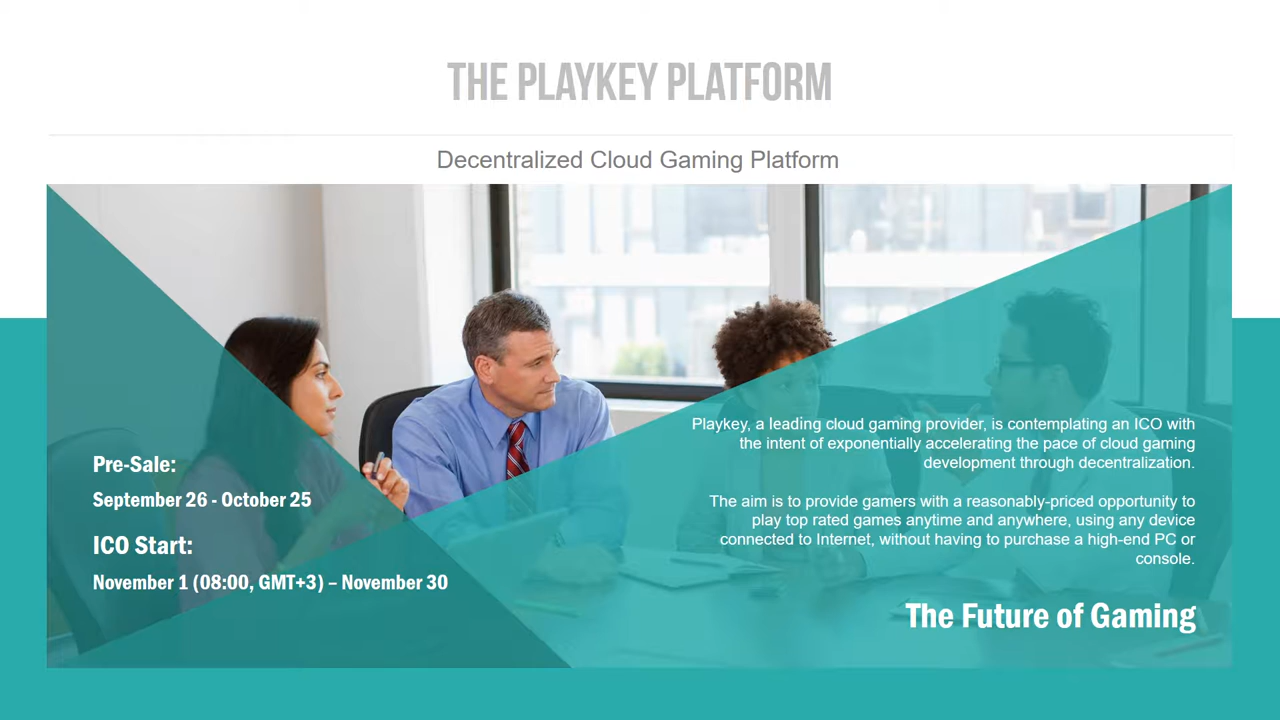 THE PLAYKEY PLATFORM
Decentralized Cloud Gaming Platform
Pre-Sale:
September 26 - October 25
ICO Start:
November 1 (08:00, GMT+3) – November 30
Playkey, a leading cloud gaming provider, is contemplating an ICO with
the intent of exponentially accelerating the pace of cloud gaming
development through decentralization.
The aim is to provide gamers with a reasonably-priced opportunity to
play top rated games anytime and anywhere, using any device
connected to Internet, without having to purchase a high-end PC or
console.
The Future of Gaming